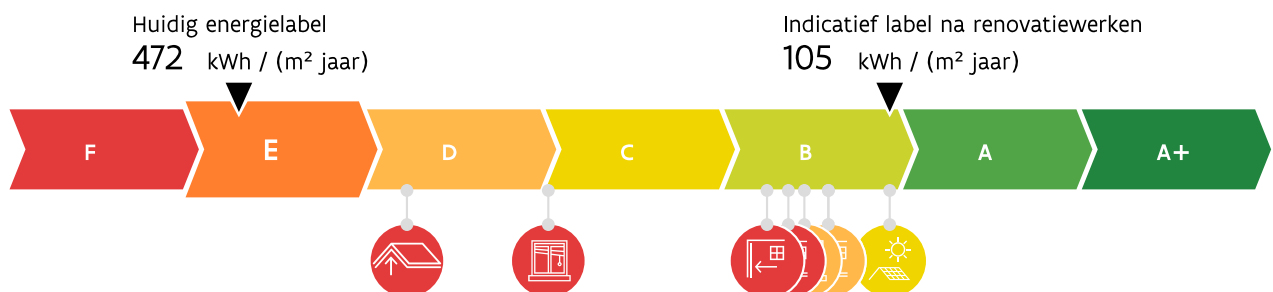 Huidig energielabel
472 kWh / (m² jaar)
Indicatief label na renovatiewerken
105 kWh / (m² jaar)
F E D C B A A+